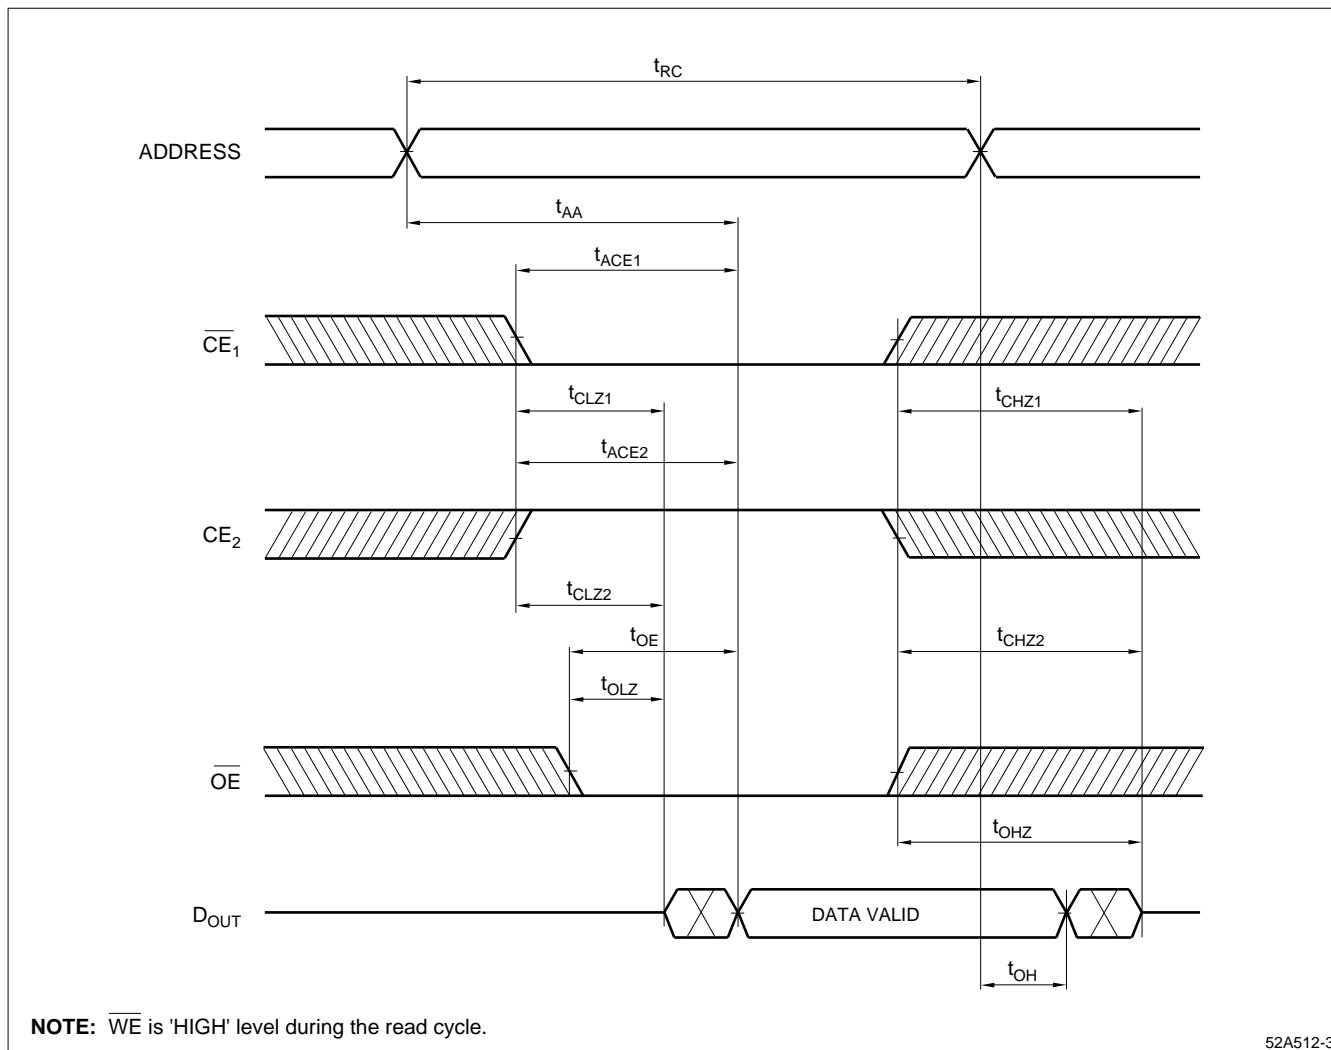 tRC
ADDRESS
tAA
tACE1
CE1
tCLZ1
tCHZ1
tACE2
CE2
tCLZ2
tOE
tCHZ2
tOLZ
OE
tOHZ
DOUT
DATA VALID
tOH
NOTE: WE is 'HIGH' level during the read cycle.
52A512-3